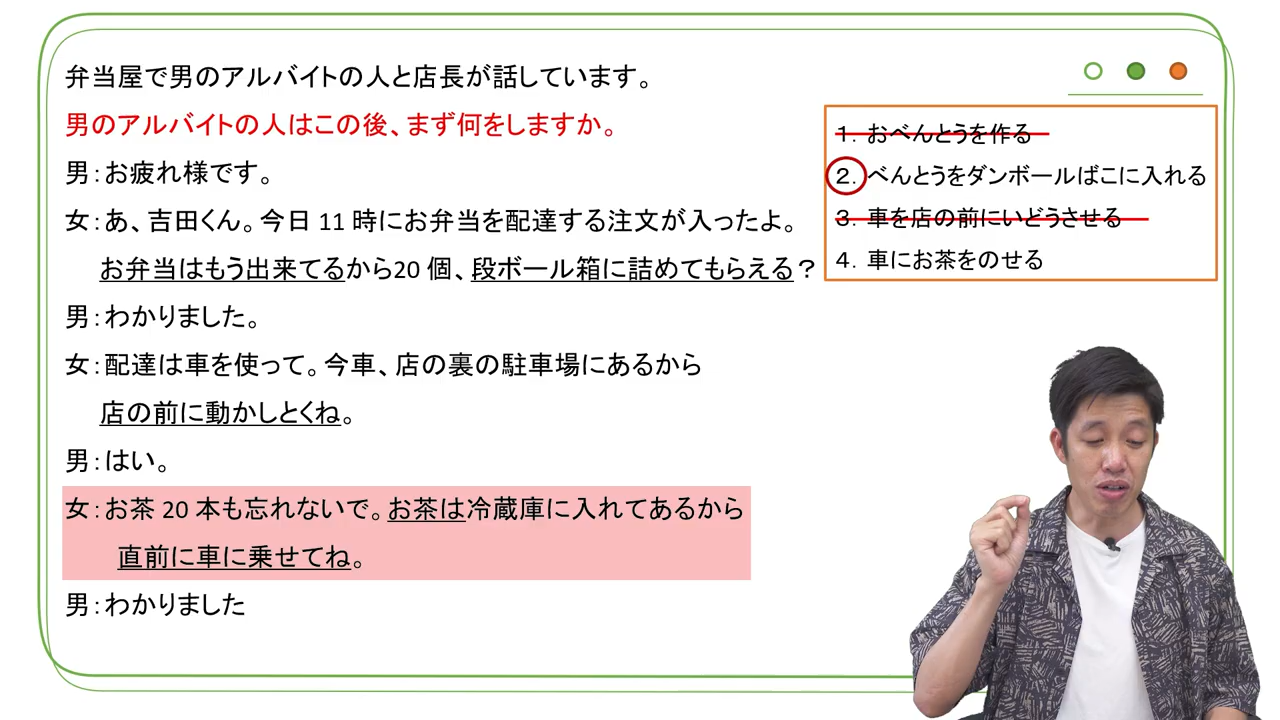 弁当屋で男のアルバイトの人と店長が話しています。
男のアルバイトの人はこの後、まず何をしますか。
男：お疲れ様です。
女：あ、吉田くん。今日 11 時にお弁当を配達する注文が入ったよ。
お弁当はもう出来てるから20 個、段ボール箱に詰めてもらえる？
男：わかりました。
女：配達は車を使って。今車、店の裏の駐車場にあるから
店の前に動かしとくね。
男：はい。
女：お茶 20 本も忘れないで。お茶は冷蔵庫に入れてあるから
直前に車に乗せてね。
男：わかりました
１．おべんとうを作る
２．べんとうをダンボールばこに入れる
３．車を店の前にいどうさせる
４．車にお茶をのせる